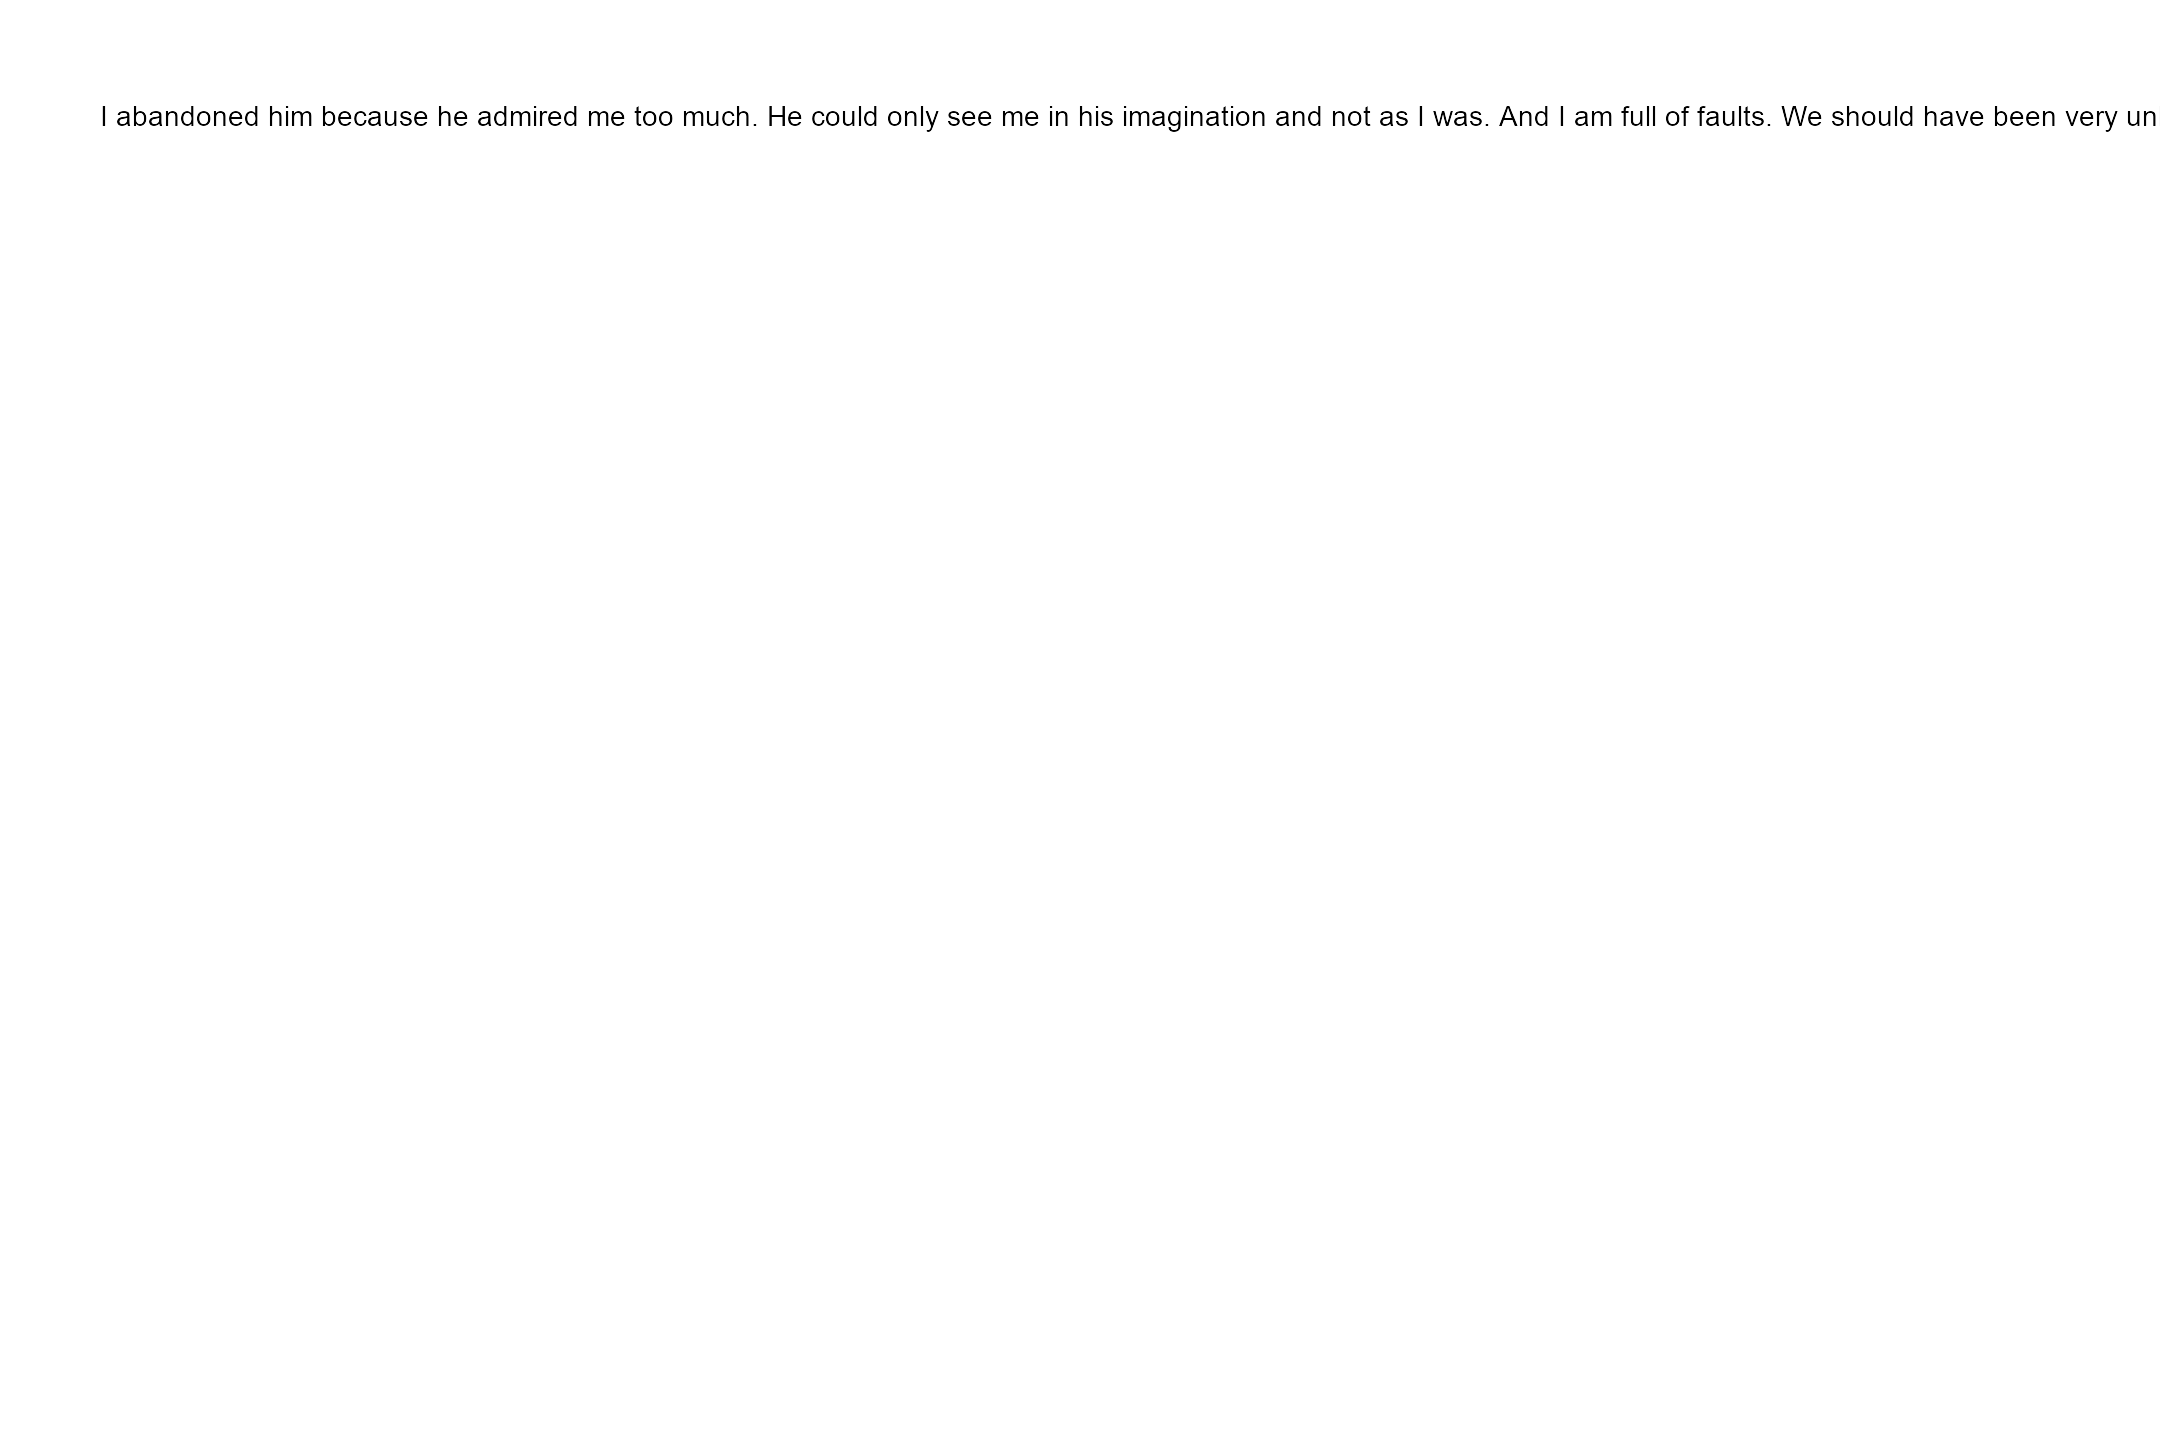 I abandoned him because he admired me too much. He could only see me in his imagination and not as I was. And I am full of faults. We should have been very un